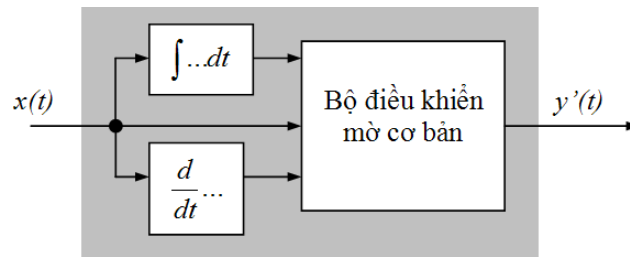 ∫...dt
x(t)
Bộ điều khiển
mờ cơ bản
y’(t)
d
dt
...